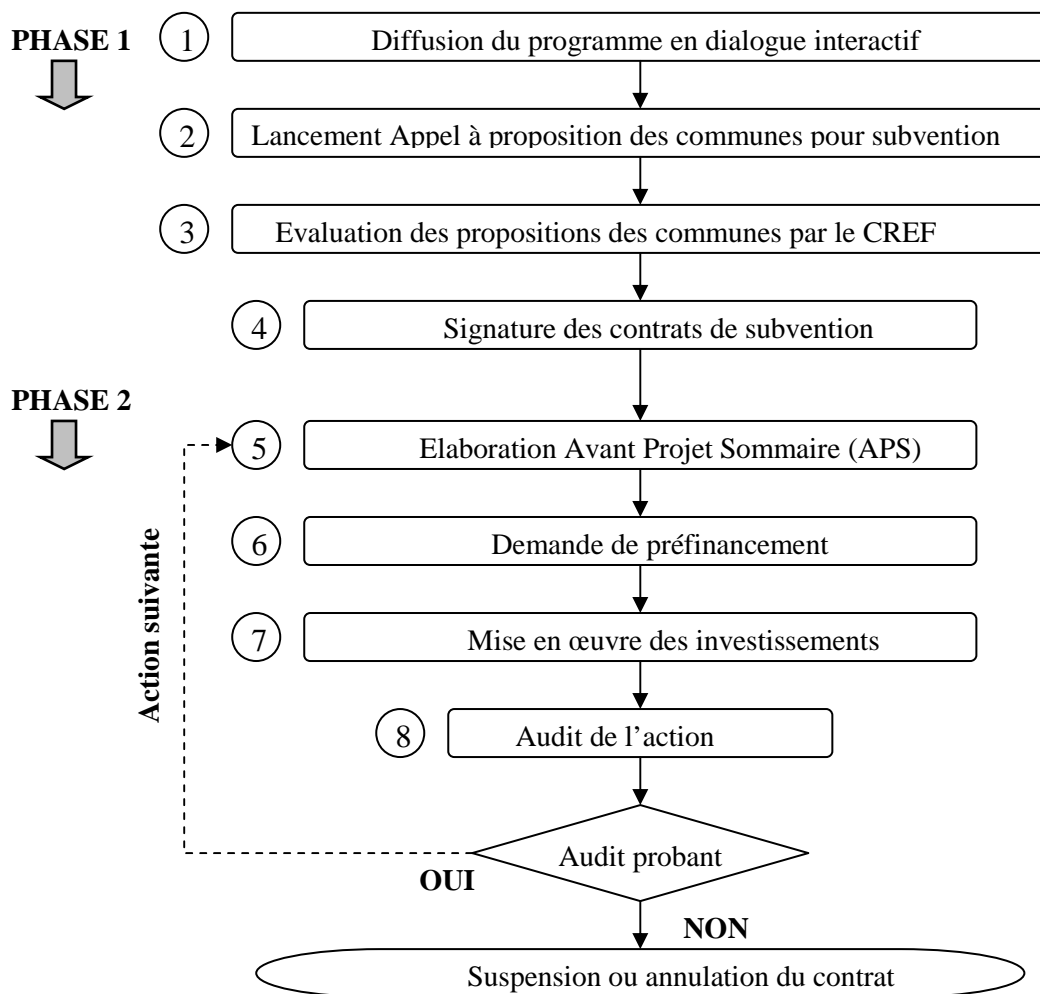 PHASE 1
1
Diffusion du programme en dialogue interactif
2
Lancement Appel à proposition des communes pour subvention
3
Evaluation des propositions des communes par le CREF
4
Signature des contrats de subvention
PHASE 2
5
Elaboration Avant Projet Sommaire (APS)
6
Demande de préfinancement
7
Mise en œuvre des investissements
Action suivante
8
Audit de l’action
Audit probant
OUI
NON
Suspension ou annulation du contrat